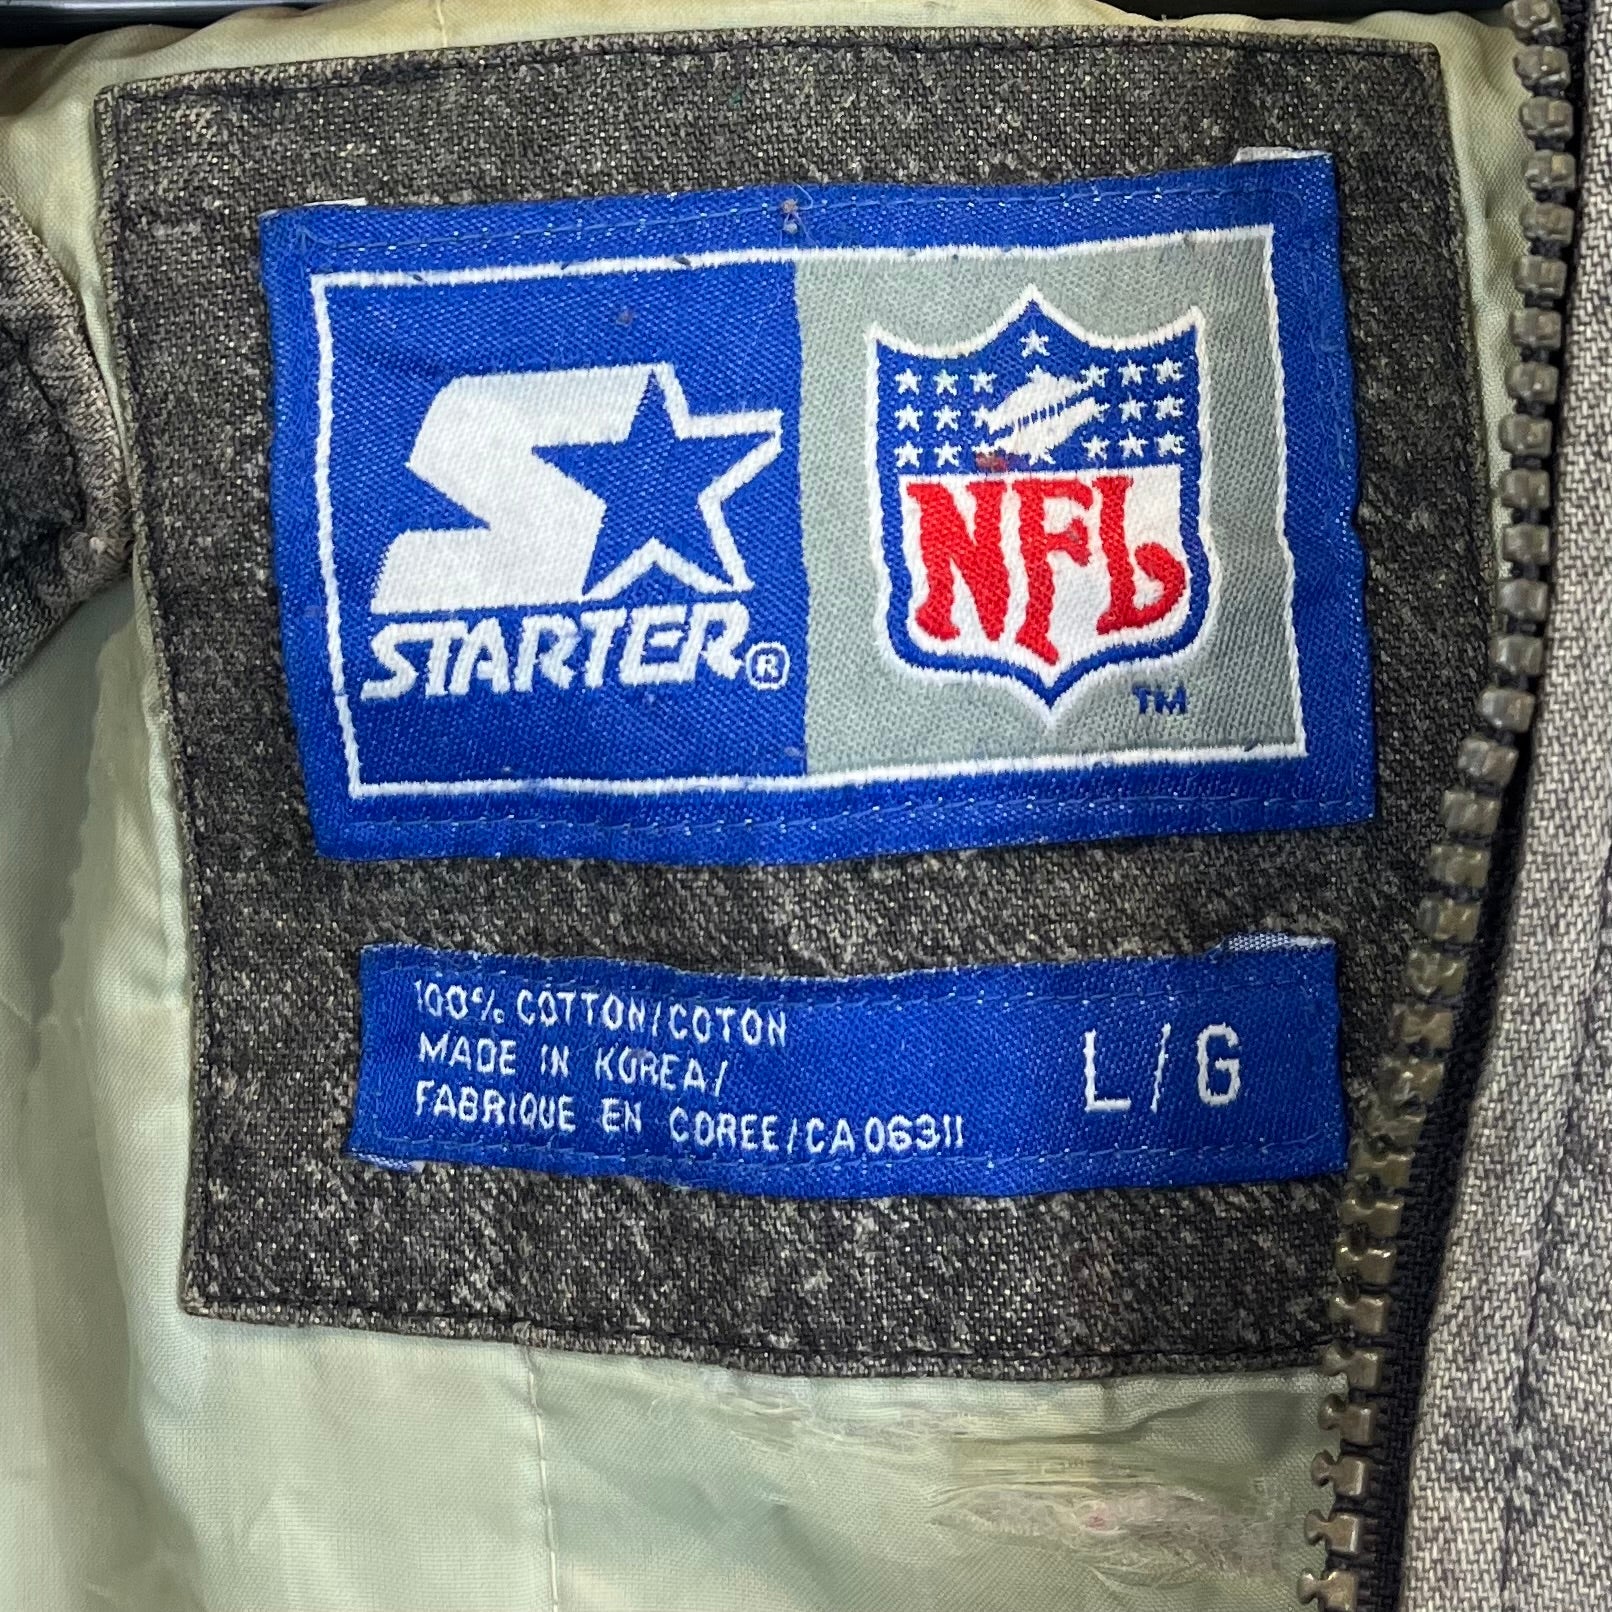 STARTER®
NFL
TM
100% COTTON/COTON
MADE IN KOREA/
FABRIQUE EN COREE/CA06311
L/G